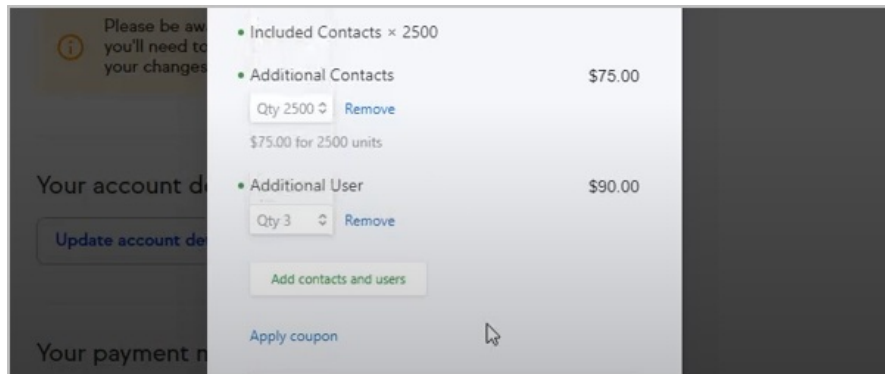 Please be aw
you'll need to
your changes
• Included Contacts × 2500
• Additional Contacts $75.00
Qty 2500 Remove
$75.00 for 2500 units
Your account d
• Additional User $90.00
Qty 3 Remove
Update account de
Add contacts and users
Apply coupon
Your payment n